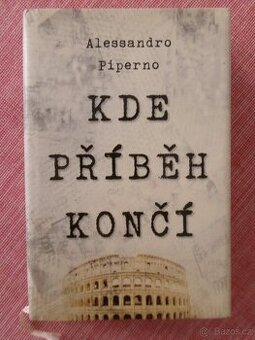 Alessandro
Piperno
KDE
PŘÍBĚH
KONČÍ
Bazos.cz